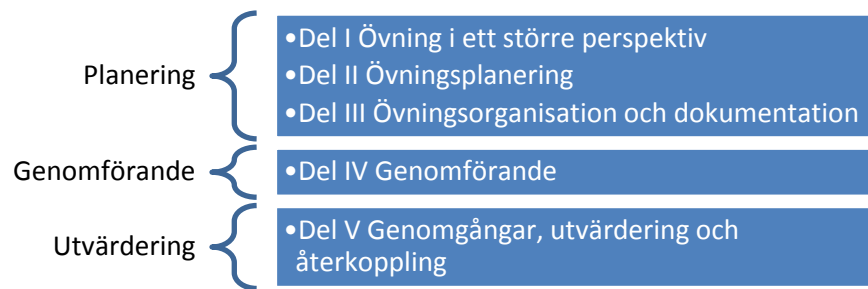 Planering
•Del I Övning i ett större perspektiv
•Del II Övningsplanering
•Del III Övningsorganisation och dokumentation
Genomförande
•Del IV Genomförande
Utvärdering
•Del V Genomgångar, utvärdering och
återkoppling